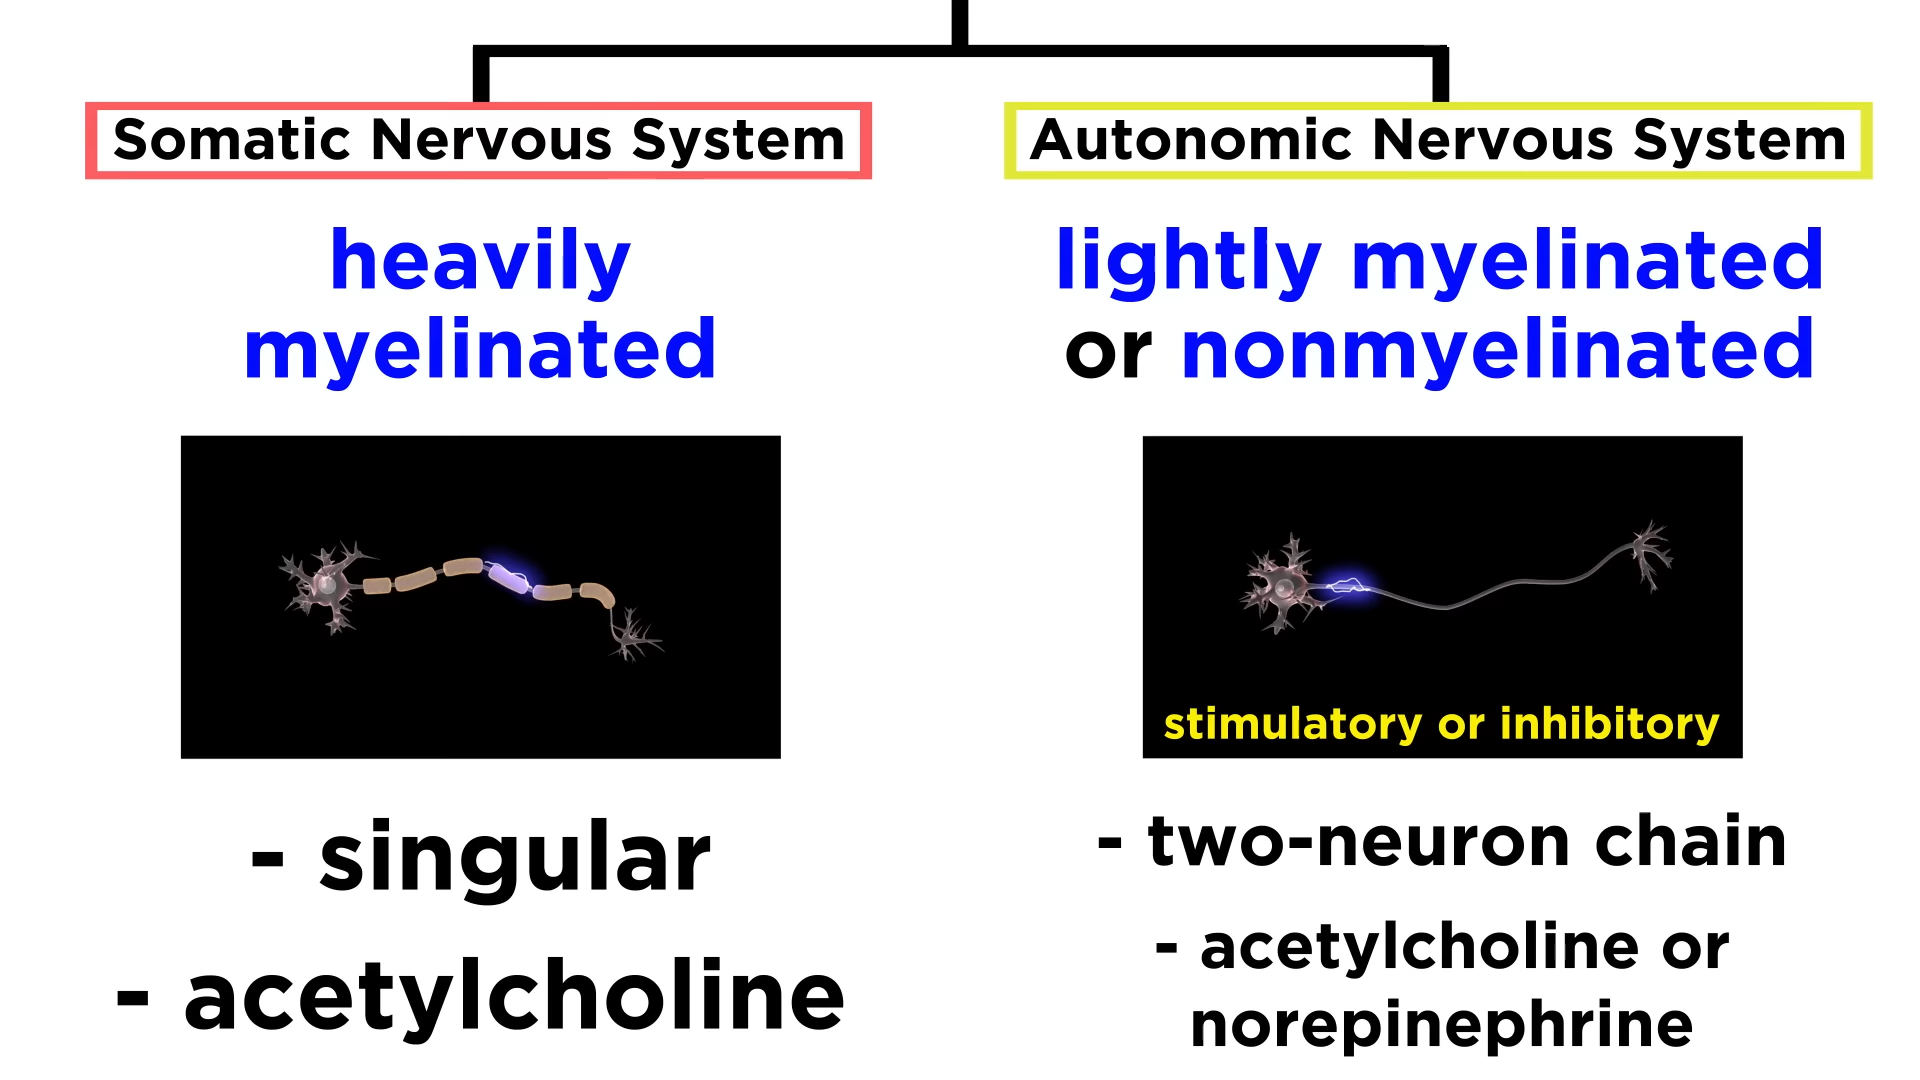 Somatic Nervous System
heavily
myelinated
- singular
- acetylcholine
Autonomic Nervous System
lightly myelinated
or nonmyelinated
stimulatory or inhibitory
- two-neuron chain
- acetylcholine or
norepinephrine